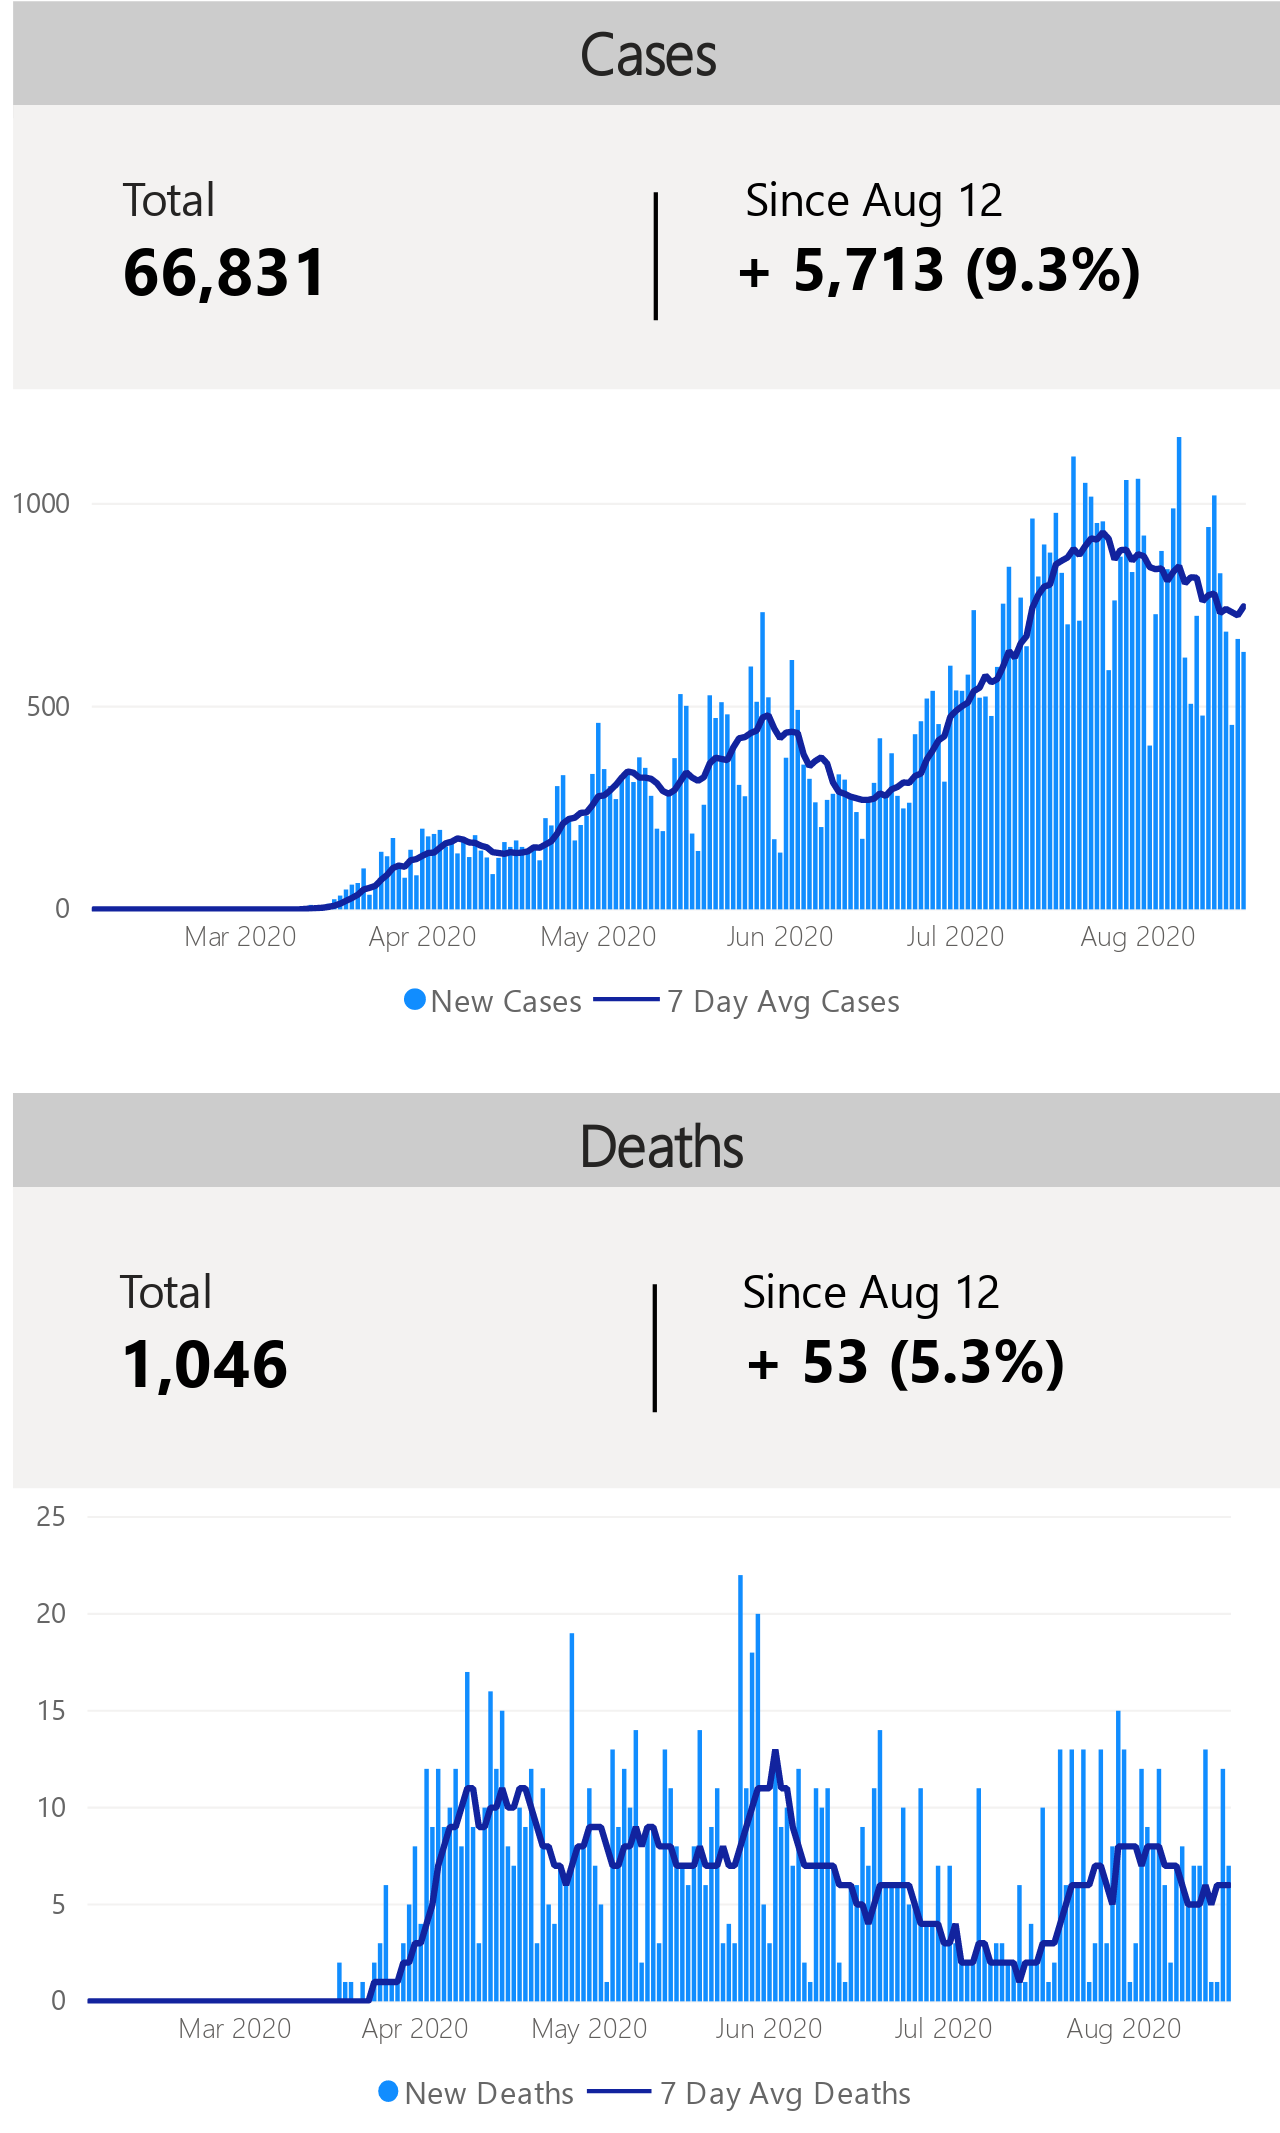 Cases
Total
Since Aug 12
66,831
+ 5,713 (9.3%)
1000
500
0
Mar 2020 Apr 2020 May 2020 Jun 2020 Jul 2020 Aug 2020
New Cases 7 Day Avg Cases
Deaths
Total
Since Aug 12
1,046
+ 53 (5.3%)
25
20
15
10
5
0
Mar 2020 Apr 2020 May 2020 Jun 2020 Jul 2020 Aug 2020
New Deaths 7 Day Avg Deaths